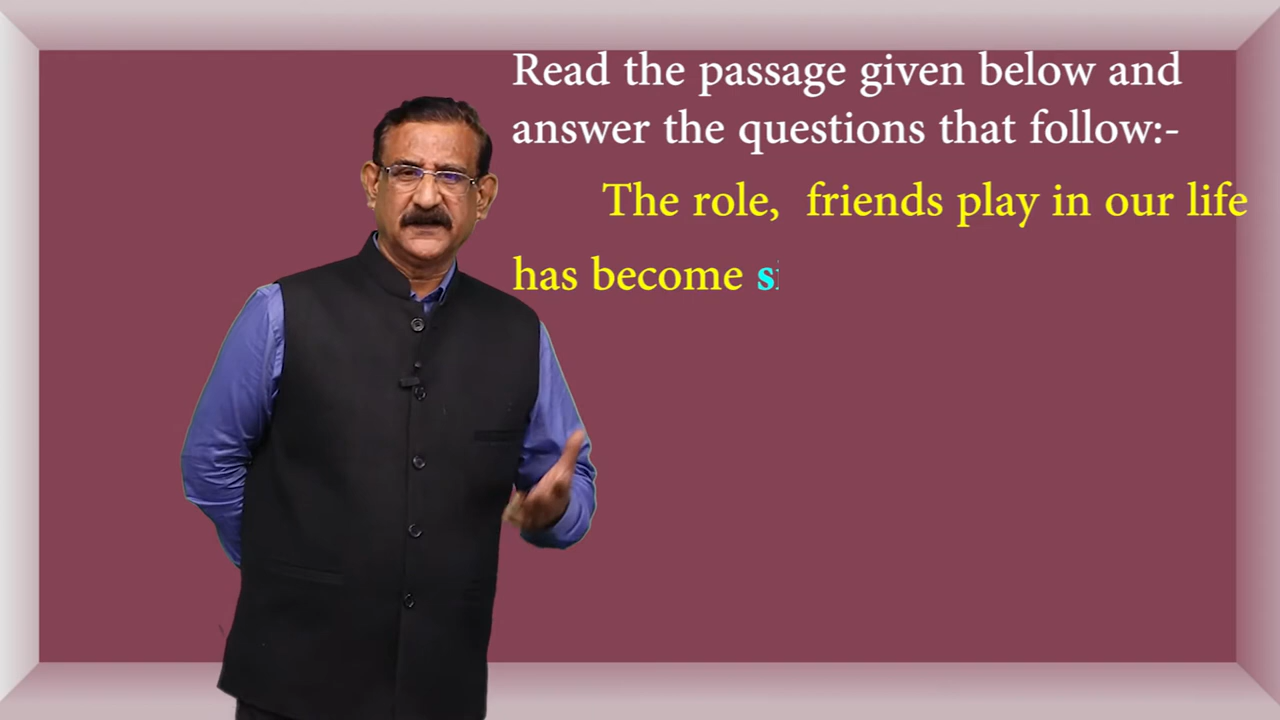 Read the passage given below and
answer the questions that follow:-
The role, friends play in our life
has become